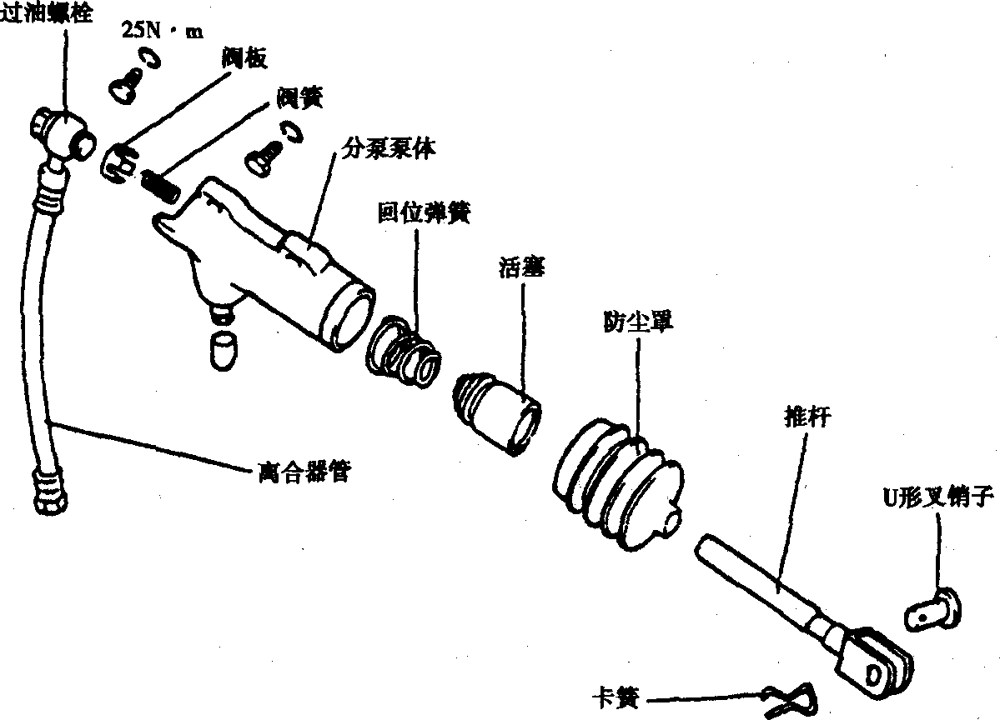 过油螺栓
25N·m
阀板
阀簧
分泵泵体
回位弹簧
活塞
防尘罩
推杆
离合器管
U形叉销子
卡簧